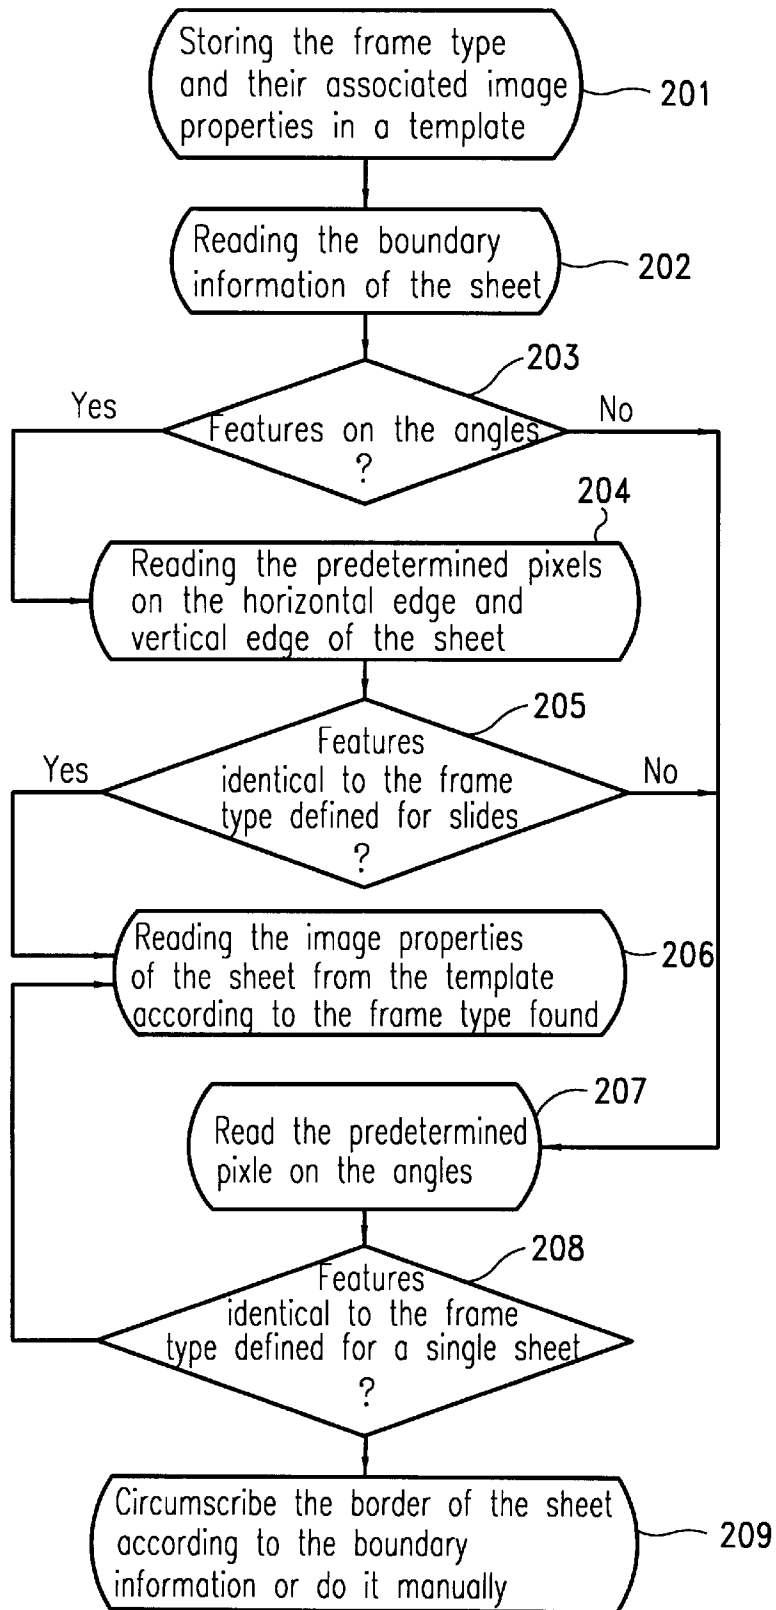 Storing the frame type
and their associated image
properties in a template
201
Reading the boundary
information of the sheet
202
203
Yes
No
Features on the angles
?
204
Reading the predetermined pixels
on the horizontal edge and
vertical edge of the sheet
205
Features
Yes
identical to the frame
No
type defined for slides
?
Reading the image properties
of the sheet from the template
according to the frame type found
206
207
Read the predetermined
pixle on the angles
208
Features
identical to the frame
type defined for a single sheet
?
Circumscribe the border of the sheet
according to the boundary
information or do it manually
209